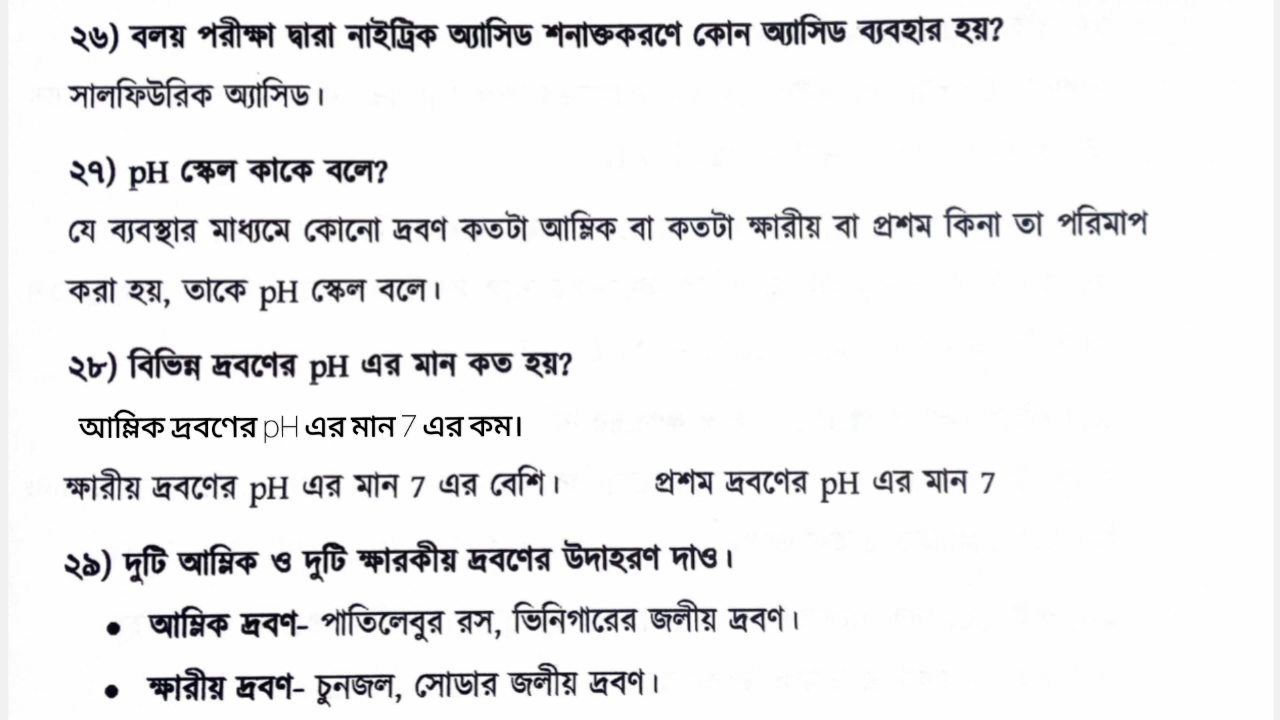 ২৬) বলয় পরীক্ষা দ্বারা নাইট্রিক অ্যাসিড শনাক্তকরণে কোন অ্যাসিড ব্যবহার হয়?
সালফিউরিক অ্যাসিড।
২৭) pH স্কেল কাকে বলে?
যে ব্যবস্থার মাধ্যমে কোনো দ্রবণ কতটা আম্লিক বা কতটা ক্ষারীয় বা প্রশম কিনা তা পরিমাপ
করা হয়, তাকে pH স্কেল বলে।
২৮) বিভিন্ন দ্রবণের pH এর মান কত হয়?
আম্লিক দ্রবণের pH এর মান 7 এর কম।
ক্ষারীয় দ্রবণের pH এর মান 7 এর বেশি। প্রশম দ্রবণের pH এর মান 7
২৯) দুটি আম্লিক ও দুটি ক্ষারকীয় দ্রবণের উদাহরণ দাও।
• আম্লিক দ্রবণ- পাতিলেবুর রস, ভিনিগারের জলীয় দ্রবণ।
• ক্ষারীয় দ্রবণ- চুনজল, সোডার জলীয় দ্রবণ।